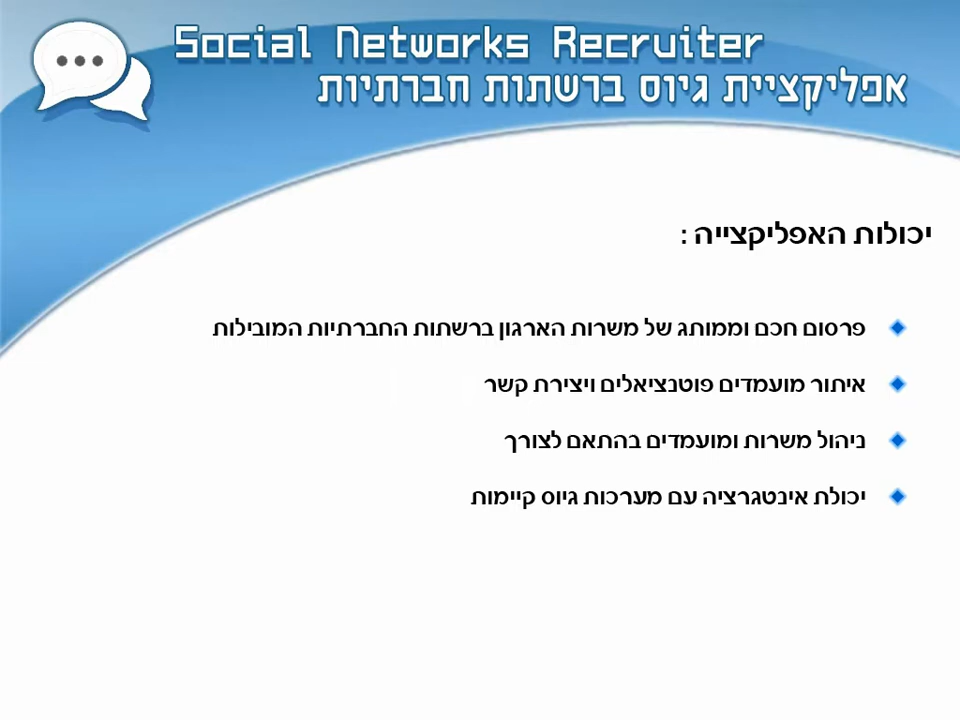 Social Networks Recruiter
אפליקציית גיוס ברשתות חברתיות
יכולות האפליקצייה :
פרסום חכם וממותג של משרות הארגון ברשתות החברתיות המובילות
איתור מועמדים פוטנציאלים ויצירת קשר
ניהול משרות ומועמדים בהתאם לצורך
יכולת אינטגרציה עם מערכות גיוס קיימות